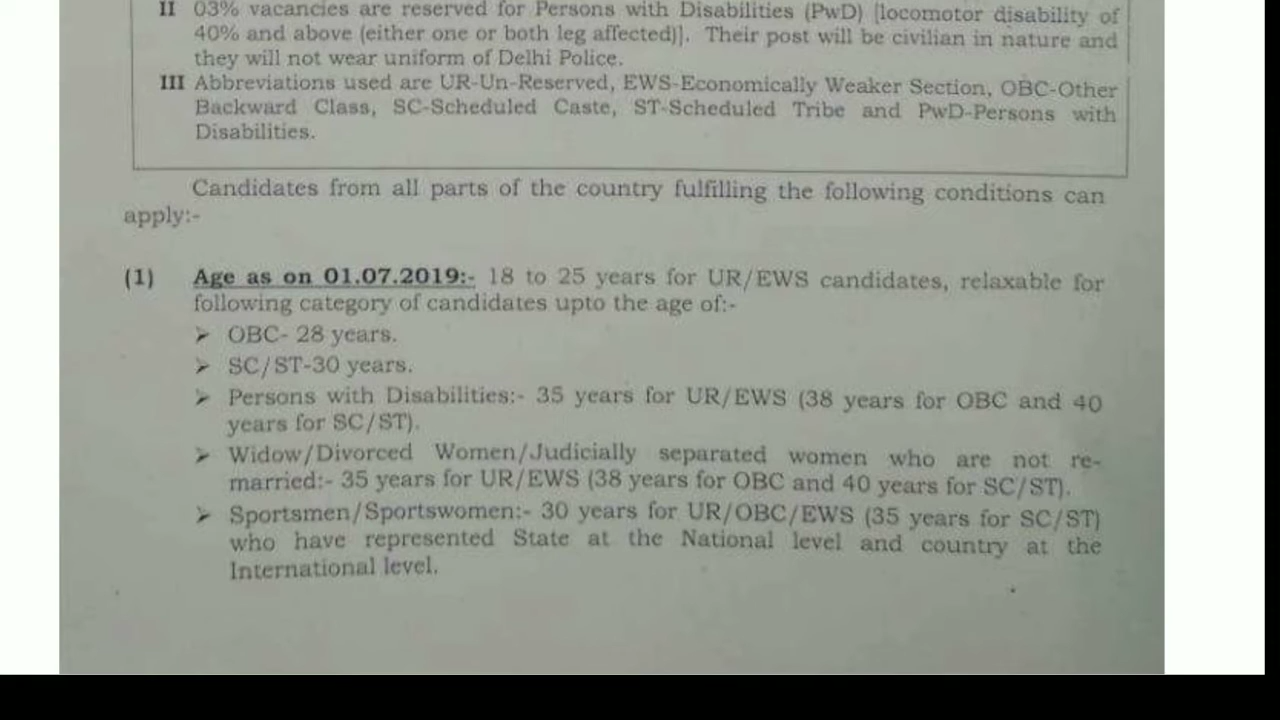 II 03% vacancies are reserved for Persons with Disabilities (PwD) [locomotor disability of
40% and above (either one or both leg affected)]. Their post will be civilian in nature and
they will not wear uniform of Delhi Police.
III Abbreviations used are UR-Un-Reserved, EWS-Economically Weaker Section, OBC-Other
Backward Class, SC-Scheduled Caste, ST-Scheduled Tribe and PwD-Persons with
Disabilities.
Candidates from all parts of the country fulfilling the following conditions can
apply:-
(1) Age as on 01.07.2019:- 18 to 25 years for UR/EWS candidates, relaxable for
following category of candidates upto the age of:-
➢ OBC- 28 years.
➢ SC/ST-30 years.
➢ Persons with Disabilities:- 35 years for UR/EWS (38 years for OBC and 40
years for SC/ST).
➢ Widow/Divorced Women/Judicially separated women who are not re-
married:- 35 years for UR/EWS (38 years for OBC and 40 years for SC/ST).
➢ Sportsmen/Sportswomen:- 30 years for UR/OBC/EWS (35 years for SC/ST)
who have represented State at the National level and country at the
International level.